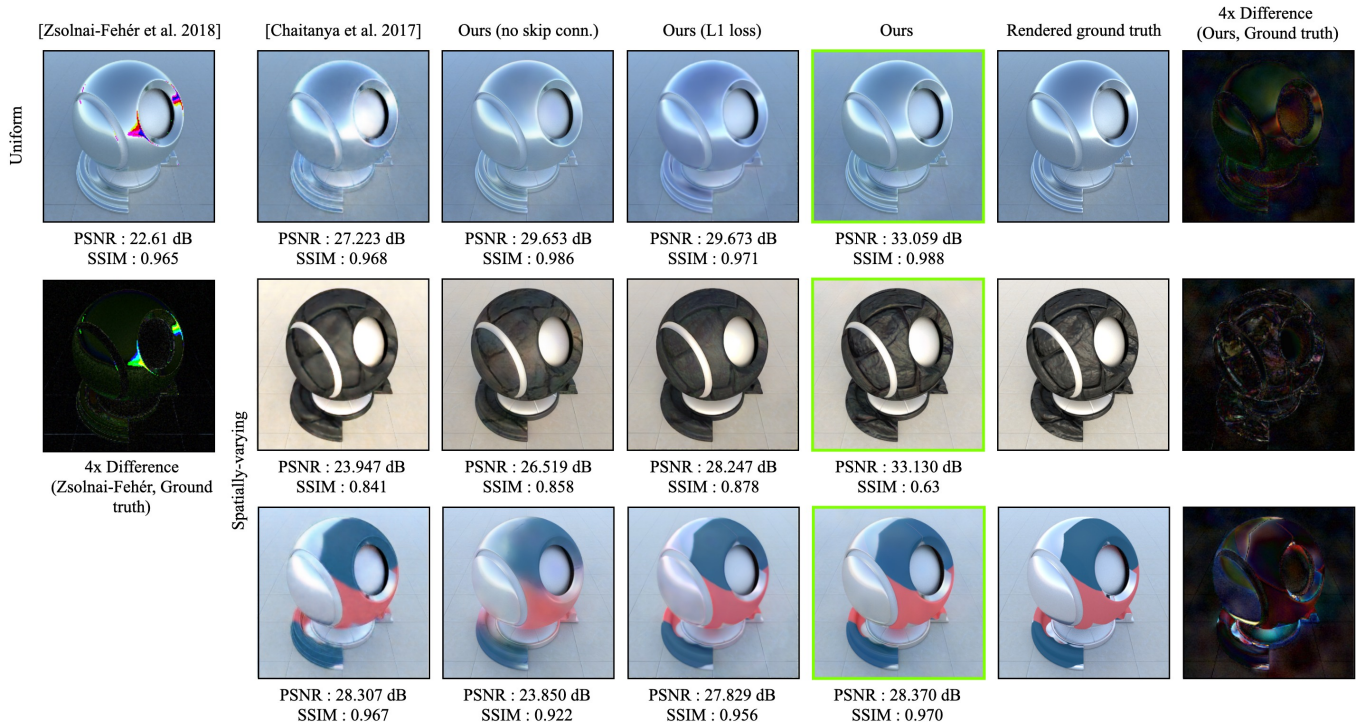 [Zsolnai-Fehér et al. 2018]
[Chaitanya et al. 2017]
Ours (no skip conn.)
Ours (L1 loss)
Ours
Rendered ground truth
4x Difference
(Ours, Ground truth)
Uniform
PSNR : 22.61 dB
SSIM : 0.965
PSNR : 27.223 dB
SSIM : 0.968
PSNR : 29.653 dB
SSIM : 0.986
PSNR : 29.673 dB
SSIM : 0.971
PSNR : 33.059 dB
SSIM : 0.988
4x Difference
(Zsolnai-Fehér, Ground
truth)
Spatially-varying
PSNR : 23.947 dB
SSIM : 0.841
PSNR : 26.519 dB
SSIM : 0.858
PSNR : 28.247 dB
SSIM : 0.878
PSNR : 33.130 dB
SSIM : 0.63
PSNR : 28.307 dB
SSIM : 0.967
PSNR : 23.850 dB
SSIM : 0.922
PSNR : 27.829 dB
SSIM : 0.956
PSNR : 28.370 dB
SSIM : 0.970